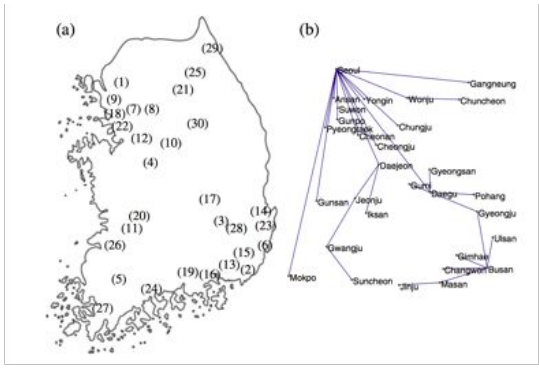 (a)
(29)
(25)
(1)
(21)
(9)
(7) (8)
(18)
(22)
(30)
(12)
(10)
(4)
(17)
(14)
(20)
(3)
(23)
(11)
(28)
(26)
(6)
(15)
(13)
(2)
(5)
(19)
(16)
(24)
(27)
(b)
Seoul
Gangneung
Ansan
Yongin
Wonju
Chuncheon
Suwon
Gunpo
Pyeongtaek
Chungju
Cheonan
Cheongju
Daejeon
Gyeongsan
Gumi
Daegu
Pohang
Gunsan
Jeonju
Iksan
Gyeongju
Ulsan
Gwangju
Gimhae
Changwon
Busan
Mokpo
Suncheon
Jinju
Masan